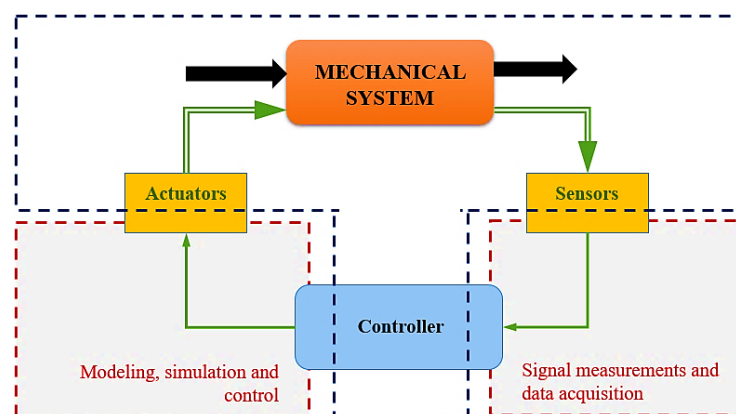 MECHANICAL
SYSTEM
Actuators
Sensors
Controller
Modeling, simulation and
control
Signal measurements and
data acquisition